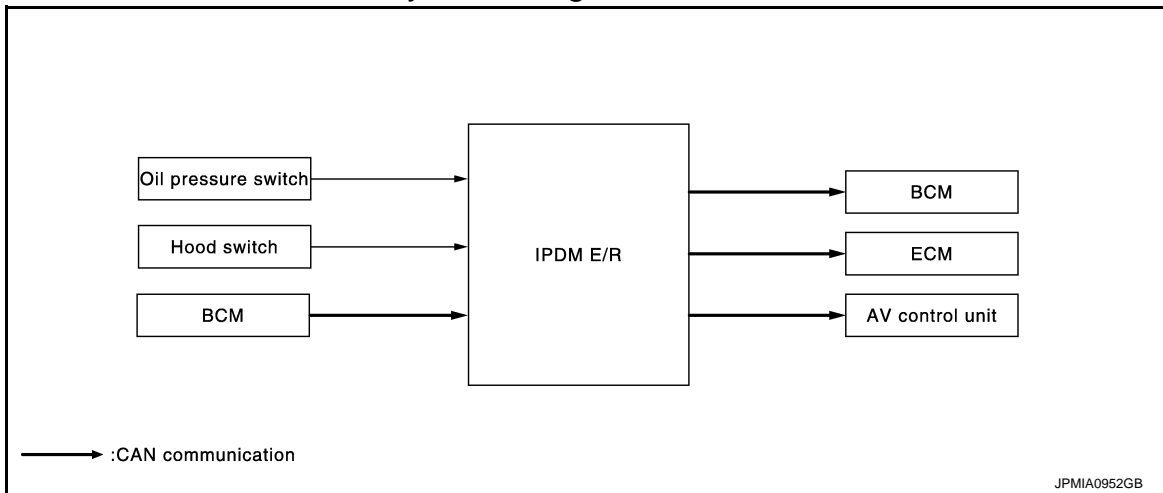 Oil pressure switch
Hood switch
BCM
IPDM E/R
BCM
ECM
AV control unit
:CAN communication
JPMIA0952GB